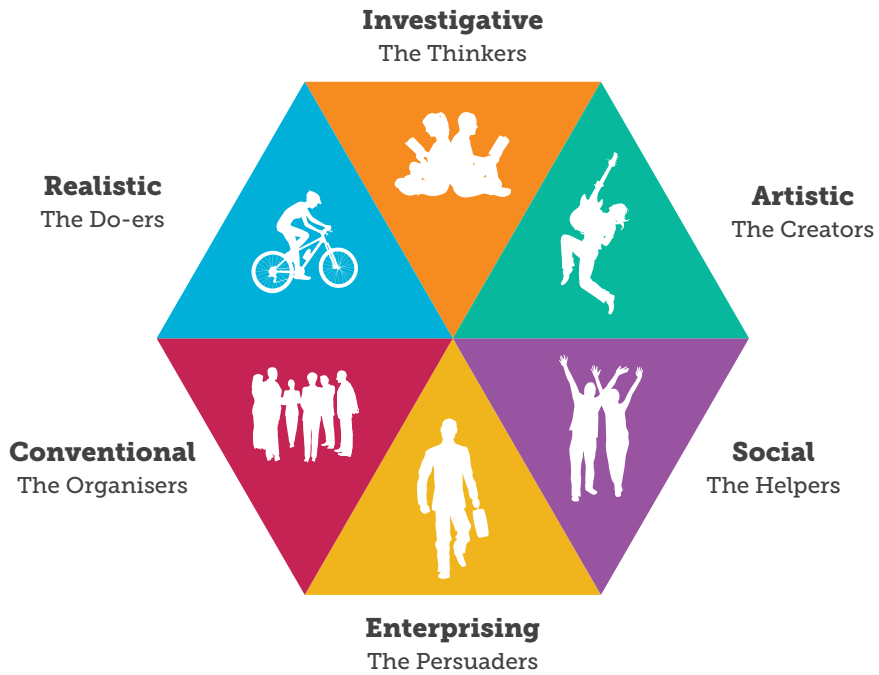 Investigative
The Thinkers
Realistic
The Do-ers
Artistic
The Creators
Conventional
The Organisers
Social
The Helpers
Enterprising
The Persuaders